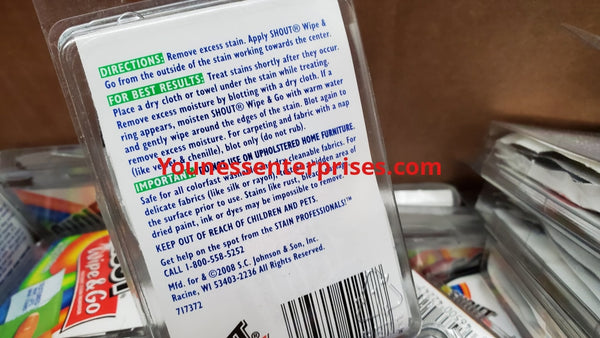 DIRECTIONS: Remove excess stain. Apply SHOUT® Wipe &
Go from the outside of the stain working towards the center.
FOR BEST RESULTS: Treat stains shortly after they occur.
Place a dry cloth or towel under the stain while treating.
Remove excess moisture by blotting with a dry cloth. If a
ring appears, moisten SHOUT® Wipe & Go with warm water
and gently wipe around the edges of the stain. Blot again to
remove excess moisture. For carpeting and fabric with a nap
(like velvet & chenille), blot only (do not rub).
IMPORTANT: DO NOT USE ON UPHOLSTERED HOME FURNITURE.
Safe for all colorfast cleanable fabrics. For
delicate fabrics (like silk or rayon), hidden area of
the surface prior to use. Stains like rust, bl
dried paint, ink or dyes may be impossible to remove.
KEEP OUT OF REACH OF CHILDREN AND PETS.
Get help on the spot from the STAIN PROFESSIONALS!™
CALL 1-800-558-5252
Mfd. for & ©2008 S.C. Johnson & Son, Inc.
Racine, WI 53403-2236 All Rights Reserved.
717372
Younessenterprises.com
Wipe
&Go